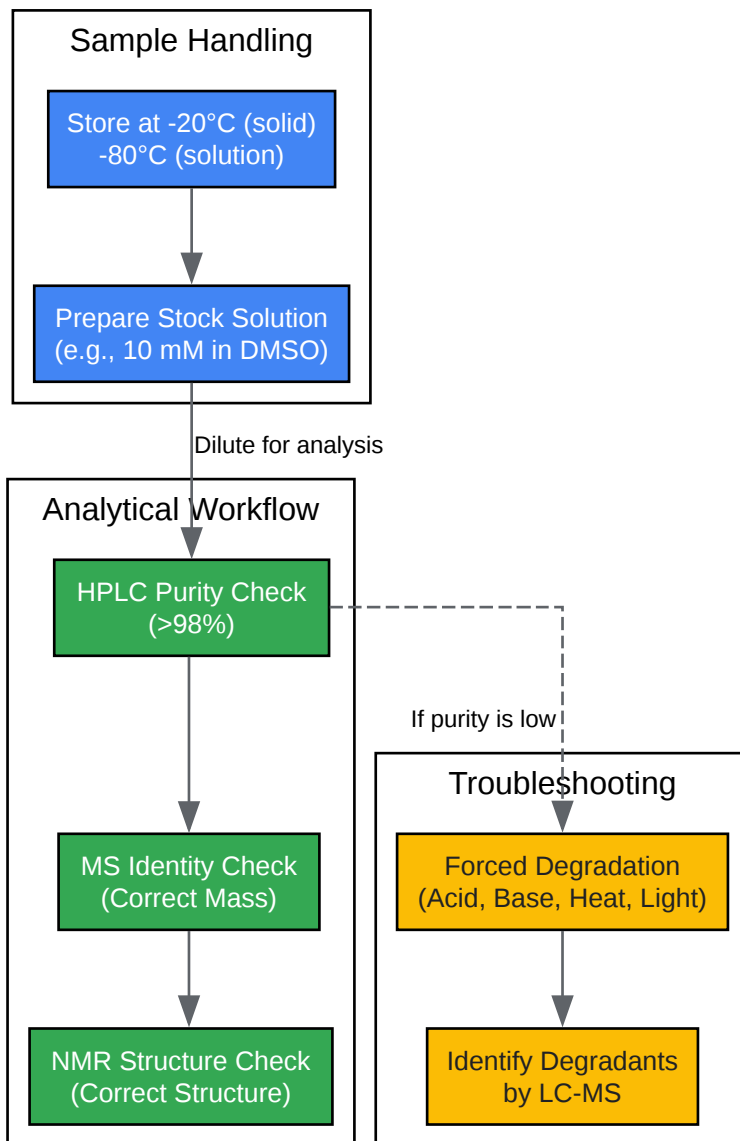 Sample Handling
Store at -20°C (solid)
-80°C (solution)
Prepare Stock Solution
(e.g., 10 mM in DMSO)
Dilute for analysis
Analytical Workflow
HPLC Purity Check
(>98%)
If purity is low
Troubleshooting
MS Identity Check
(Correct Mass)
Forced Degradation
(Acid, Base, Heat, Light)
NMR Structure Check
(Correct Structure)
Identify Degradants
by LC-MS